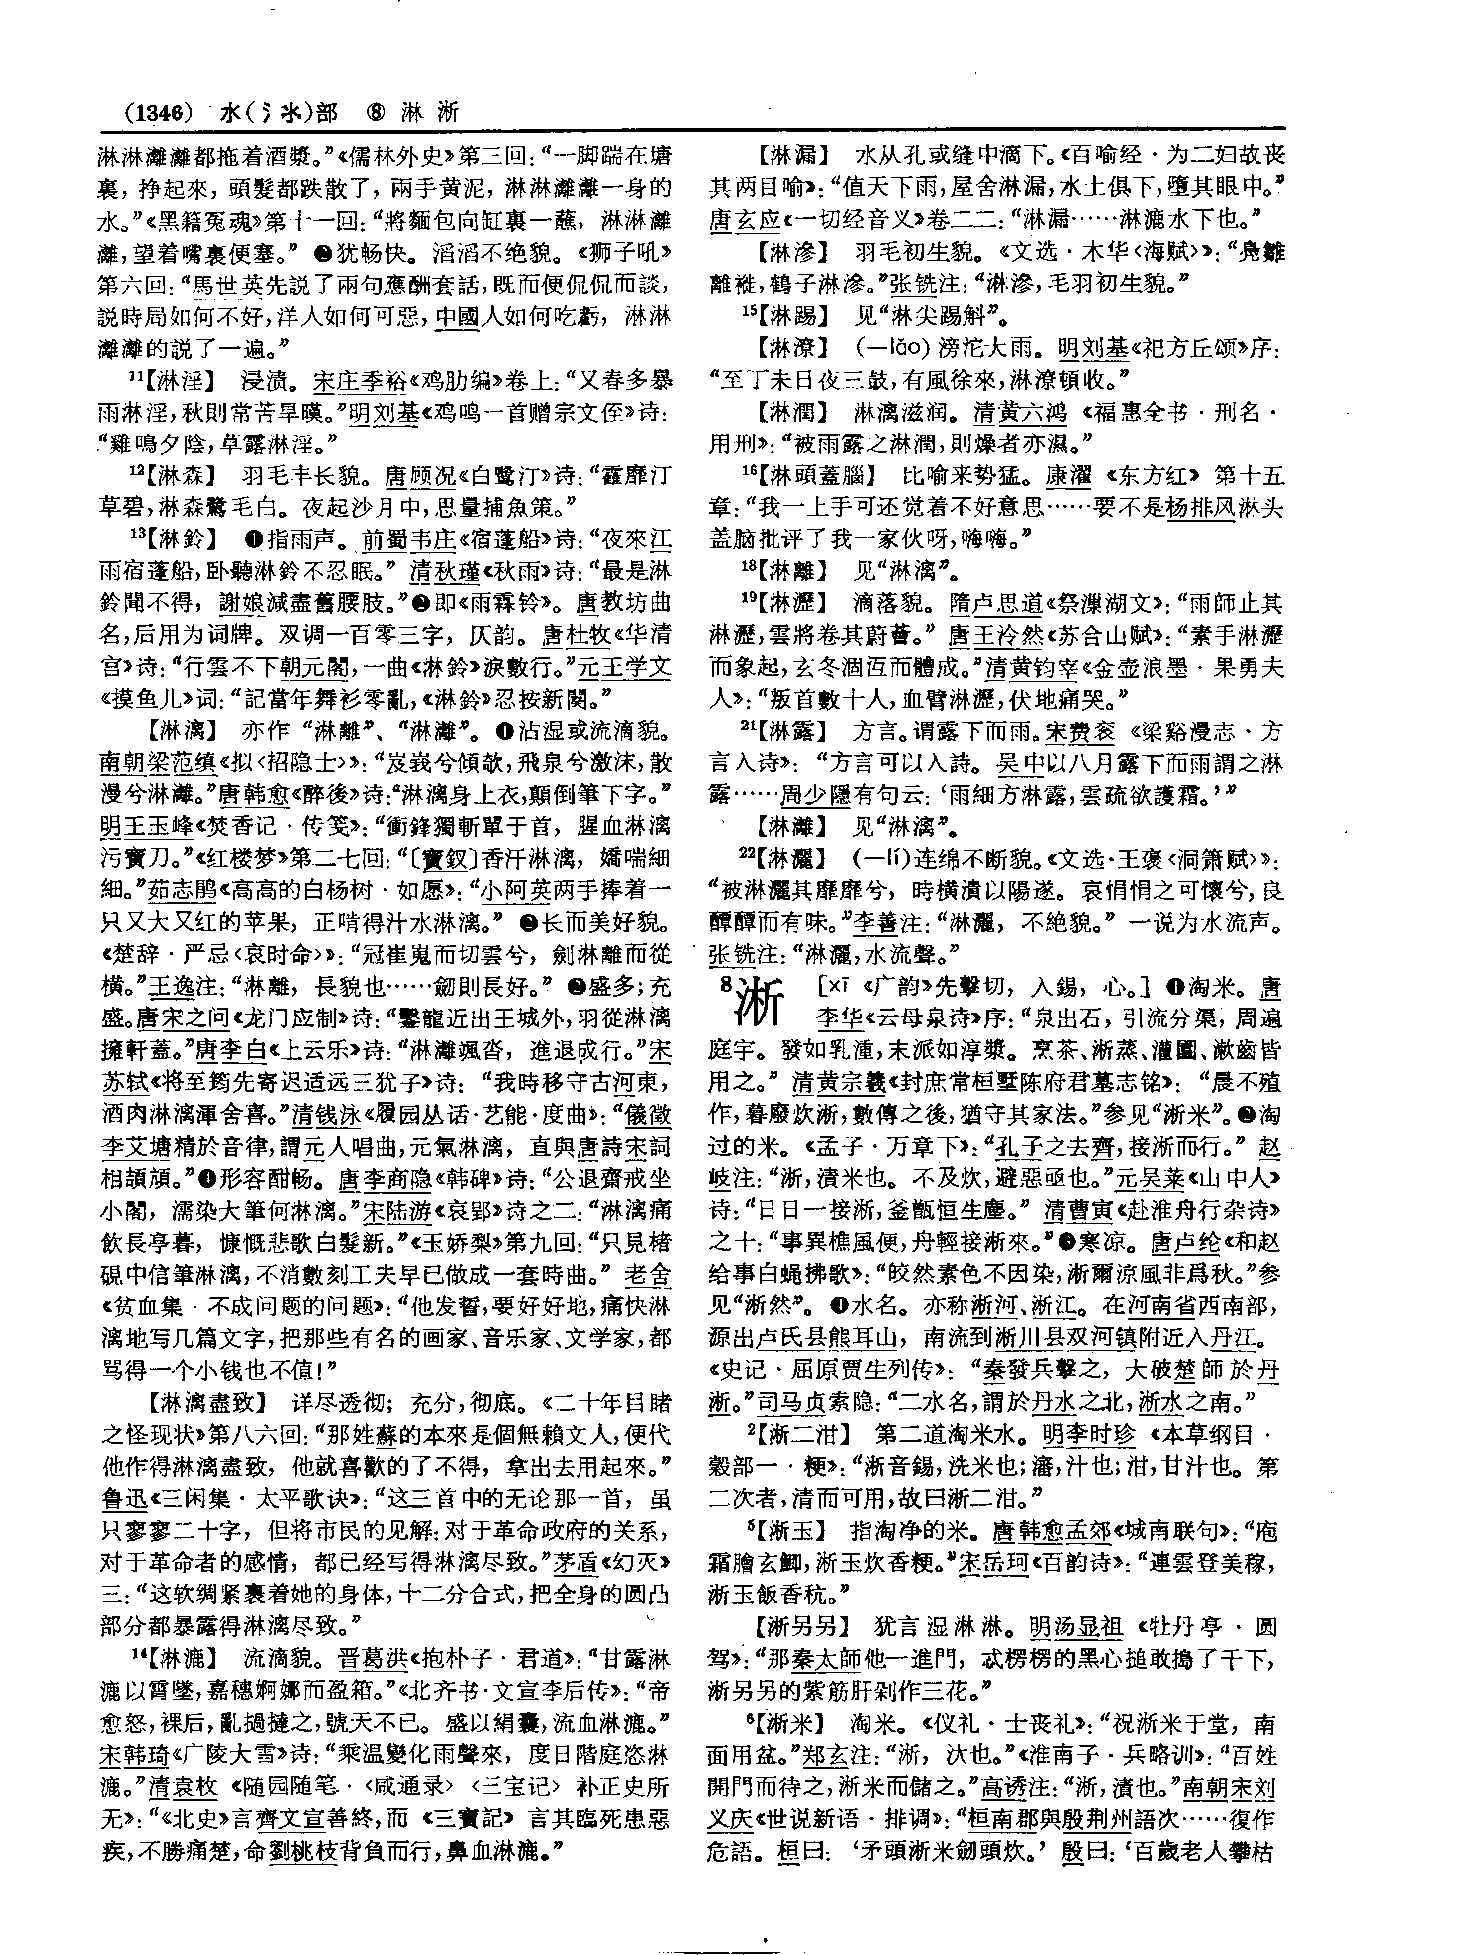 (1346) 水(氵氺)部 ⑧ 淋 淅
淋淋灕灕都拖着酒漿。”《儒林外史》第三回：“一脚踹在塘
裏，挣起來，頭髮都跌散了，兩手黄泥，淋淋灕灕一身的
水。”《黑籍冤魂》第十一回：“將麵包向缸裏一蘸，淋淋灕
灕，望着嘴裏便塞。” ❷犹畅快。滔滔不绝貌。《狮子吼》
第六回：“馬世英先説了兩句應酬套話，既而便侃侃而談，
説時局如何不好，洋人如何可惡，中國人如何吃虧，淋淋
灕灕的説了一遍。”
11【淋淫】 浸渍。宋庄季裕《鸡肋编》卷上：“又春多暴
雨淋淫，秋則常苦旱暵。”明刘基《鸡鸣一首赠宗文侄》诗：
“雞鳴夕陰，草露淋淫。”
12【淋森】 羽毛丰长貌。唐顾况《白鹭汀》诗：“靃靡汀
草碧，淋森鷺毛白。夜起沙月中，思量捕魚策。”
13【淋鈴】 ❶指雨声。前蜀韦庄《宿蓬船》诗：“夜來江
雨宿蓬船，卧聽淋鈴不忍眠。”清秋瑾《秋雨》诗：“最是淋
鈴聞不得，謝娘減盡舊腰肢。”❷即《雨霖铃》。唐教坊曲
名，后用为词牌。双调一百零三字，仄韵。唐杜牧《华清
宫》诗：“行雲不下朝元閣，一曲《淋鈴》淚數行。”元王学文
《摸鱼儿》词：“記當年舞衫零亂，《淋鈴》忍按新闋。”
【淋漓】 亦作“淋離”、“淋灕”。❶沾湿或流滴貌。
南朝梁范缜《拟〈招隐士〉》：“岌峩兮傾欹，飛泉兮激沫，散
漫兮淋灕。”唐韩愈《醉後》诗：“淋漓身上衣，顛倒筆下字。”
明王玉峰《焚香记·传笺》：“衝鋒獨斬單于首，腥血淋漓
污寳刀。”《红楼梦》第二七回：“〔寳釵〕香汗淋漓，嬌喘細
細。”茹志鹃《高高的白杨树·如愿》：“小阿英两手捧着一
只又大又红的苹果，正啃得汁水淋漓。” ❷长而美好貌。
《楚辞·严忌〈哀时命〉》：“冠崔嵬而切雲兮，劍淋離而從
横。”王逸注：“淋離，長貌也……劒則長好。” ❸盛多；充
盛。唐宋之问《龙门应制》诗：“鑿龍近出王城外，羽從淋漓
擁軒蓋。”唐李白《上云乐》诗：“淋灕颯沓，進退成行。”宋
苏轼《将至筠先寄迟适远三犹子》诗：“我時移守古河東，
酒肉淋漓渾舍喜。”清钱泳《履园丛话·艺能·度曲》：“儀徵
李艾塘精於音律，謂元人唱曲，元氣淋漓，直與唐詩宋詞
相頡頏。”❹形容酣畅。唐李商隐《韩碑》诗：“公退齋戒坐
小閣，濡染大筆何淋漓。”宋陆游《哀郢》诗之二：“淋漓痛
飲長亭暮，慷慨悲歌白髮新。”《玉娇梨》第九回：“只見楮
硯中信筆淋漓，不消數刻工夫早已做成一套時曲。”老舍
《贫血集·不成问题的问题》：“他发誓，要好好地，痛快淋
漓地写几篇文字，把那些有名的画家、音乐家、文学家，都
骂得一个小钱也不值！”
【淋漓盡致】 详尽透彻；充分，彻底。《二十年目睹
之怪现状》第八六回：“那姓蘇的本來是個無賴文人，便代
他作得淋漓盡致，他就喜歡的了不得，拿出去用起來。”
鲁迅《三闲集·太平歌诀》：“这三首中的无论那一首，虽
只寥寥二十字，但将市民的见解：对于革命政府的关系，
对于革命者的感情，都已经写得淋漓尽致。”茅盾《幻灭》
三：“这软绸紧裹着她的身体，十二分合式，把全身的圆凸
部分都暴露得淋漓尽致。”
14【淋漉】 流滴貌。晋葛洪《抱朴子·君道》：“甘露淋
漉以霄墜，嘉穗婀娜而盈箱。”《北齐书·文宣李后传》：“帝
愈怒，裸后，亂撾撻之，號天不已。盛以絹囊，流血淋漉。”
宋韩琦《广陵大雪》诗：“乘温變化雨聲來，度日階庭恣淋
漉。”清袁枚《随园随笔·〈咸通录〉〈三宝记〉补正史所
无》：“《北史》言齊文宣善終，而《三寳記》言其臨死患惡
疾，不勝痛楚，命劉桃枝背負而行，鼻血淋漉。”
【淋漏】 水从孔或缝中滴下。《百喻经·为二妇故丧
其两目喻》：“值天下雨，屋舍淋漏，水土俱下，墮其眼中。”
唐玄应《一切经音义》卷二二：“淋漏……淋漉水下也。”
【淋滲】 羽毛初生貌。《文选·木华〈海赋〉》：“鳧雛
離褷，鶴子淋滲。”张铣注：“淋滲，毛羽初生貌。”
15【淋踢】 见“淋尖踢斛”。
【淋潦】 (—lǎo)滂沱大雨。明刘基《祀方丘颂》序：
“至丁未日夜三鼓，有風徐來，淋潦頓收。”
【淋潤】 淋漓滋润。清黄六鸿《福惠全书·刑名·
用刑》：“被雨露之淋潤，則燥者亦濕。”
16【淋頭蓋腦】 比喻来势猛。康濯《东方红》第十五
章：“我一上手可还觉着不好意思……要不是杨排风淋头
盖脑批评了我一家伙呀，嗨嗨。”
18【淋離】 见“淋漓”。
19【淋瀝】 滴落貌。隋卢思道《祭漅湖文》：“雨師止其
淋瀝，雲將卷其蔚薈。”唐王泠然《苏合山赋》：“素手淋瀝
而象起，玄冬涸沍而體成。”清黄钧宰《金壶浪墨·果勇夫
人》：“叛首數十人，血臂淋瀝，伏地痛哭。”
21【淋露】 方言。谓露下而雨。宋费衮《梁谿漫志·方
言入诗》：“方言可以入詩。吴中以八月露下而雨謂之淋
露……周少隱有句云：‘雨細方淋露，雲疏欲護霜。’”
【淋灕】 见“淋漓”。
22【淋灑】 (—lí)连绵不断貌。《文选·王褒〈洞箫赋〉》：
“被淋灑其靡靡兮，時横潰以陽遂。哀悁悁之可懷兮，良
醰醰而有味。”李善注：“淋灑，不絶貌。”一说为水流声。
张铣注：“淋灑，水流聲。”
8淅 [xī 《广韵》先擊切，入錫，心。] ❶淘米。唐
李华《云母泉诗》序：“泉出石，引流分渠，周遍
庭宇。發如乳湩，末派如淳漿。烹茶、淅蒸、灌園、漱齒皆
用之。”清黄宗羲《封庶常桓墅陈府君墓志铭》：“晨不殖
作，暮廢炊淅，數傳之後，猶守其家法。”参见“淅米”。❷淘
过的米。《孟子·万章下》：“孔子之去齊，接淅而行。”赵
岐注：“淅，漬米也。不及炊，避惡亟也。”元吴莱《山中人》
诗：“日日一接淅，釜甑恒生塵。”清曹寅《赴淮舟行杂诗》
之十：“事異樵風便，舟輕接淅來。”❸寒凉。唐卢纶《和赵
给事白蝇拂歌》：“皎然素色不因染，淅爾涼風非爲秋。”参
见“淅然”。❹水名。亦称淅河、淅江。在河南省西南部，
源出卢氏县熊耳山，南流到淅川县双河镇附近入丹江。
《史记·屈原贾生列传》：“秦發兵擊之，大破楚師於丹
淅。”司马贞索隐：“二水名，謂於丹水之北，淅水之南。”
2【淅二泔】 第二道淘米水。明李时珍《本草纲目·
穀部一·粳》：“淅音錫，洗米也；瀋，汁也；泔，甘汁也。第
二次者，清而可用，故曰淅二泔。”
5【淅玉】 指淘净的米。唐韩愈孟郊《城南联句》：“庖
霜膾玄鯽，淅玉炊香粳。”宋岳珂《百韵诗》：“連雲登美稼，
淅玉飯香秔。”
【淅另另】 犹言湿淋淋。明汤显祖《牡丹亭·圆
驾》：“那秦太師他一進門，忒楞楞的黑心搥敢搗了千下，
淅另另的紫筋肝剁作三花。”
6【淅米】 淘米。《仪礼·士丧礼》：“祝淅米于堂，南
面用盆。”郑玄注：“淅，汏也。”《淮南子·兵略训》：“百姓
開門而待之，淅米而儲之。”高诱注：“淅，漬也。”南朝宋刘
义庆《世说新语·排调》：“桓南郡與殷荆州語次……復作
危語。桓曰：‘矛頭淅米劒頭炊。’殷曰：‘百歲老人攀枯